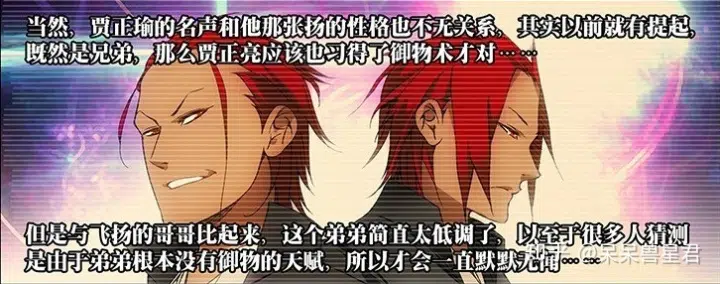 当然，贾正瑜的名声和他那张扬的性格也不无关系，其实以前就有提起，
既然是兄弟，那么贾正亮应该也习得了御物术才对……
但是与飞扬的哥哥比起来，这个弟弟简直太低调了，以至于很多人猜测
是由于弟弟根本没有御物的天赋，所以才会一直默默无闻……
知乎 @呆呆兽星君